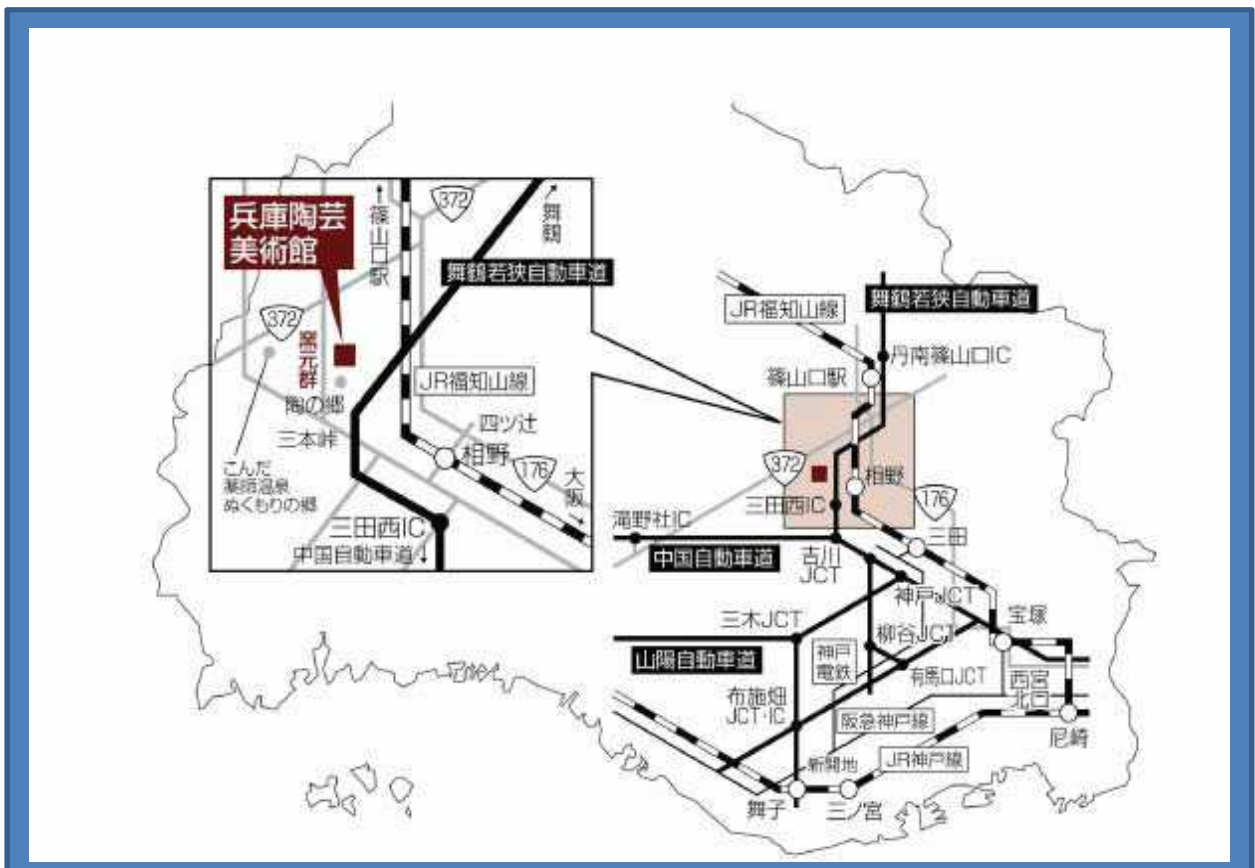 兵庫陶芸
美術館
↑篠山口駅
372
舞鶴
舞鶴若狭自動車道
372
窯元群
陶の郷
三本峠
こんだ
薬師温泉
ぬくもりの郷
JR福知山線
四ツ辻
相野
176
大阪
三田西IC
中国自動車道↓
JR福知山線
舞鶴若狭自動車道
丹南篠山口IC
篠山口駅
372
相野
176
三田西IC
滝野社IC
三田
中国自動車道
吉川
JCT
神戸JCT
三木JCT
柳谷JCT
宝塚
山陽自動車道
神戸
電鉄
有馬口JCT
西宮
北口
布施畑
JCT・IC
阪急神戸線
尼崎
新開地
JR神戸線
舞子
三ノ宮